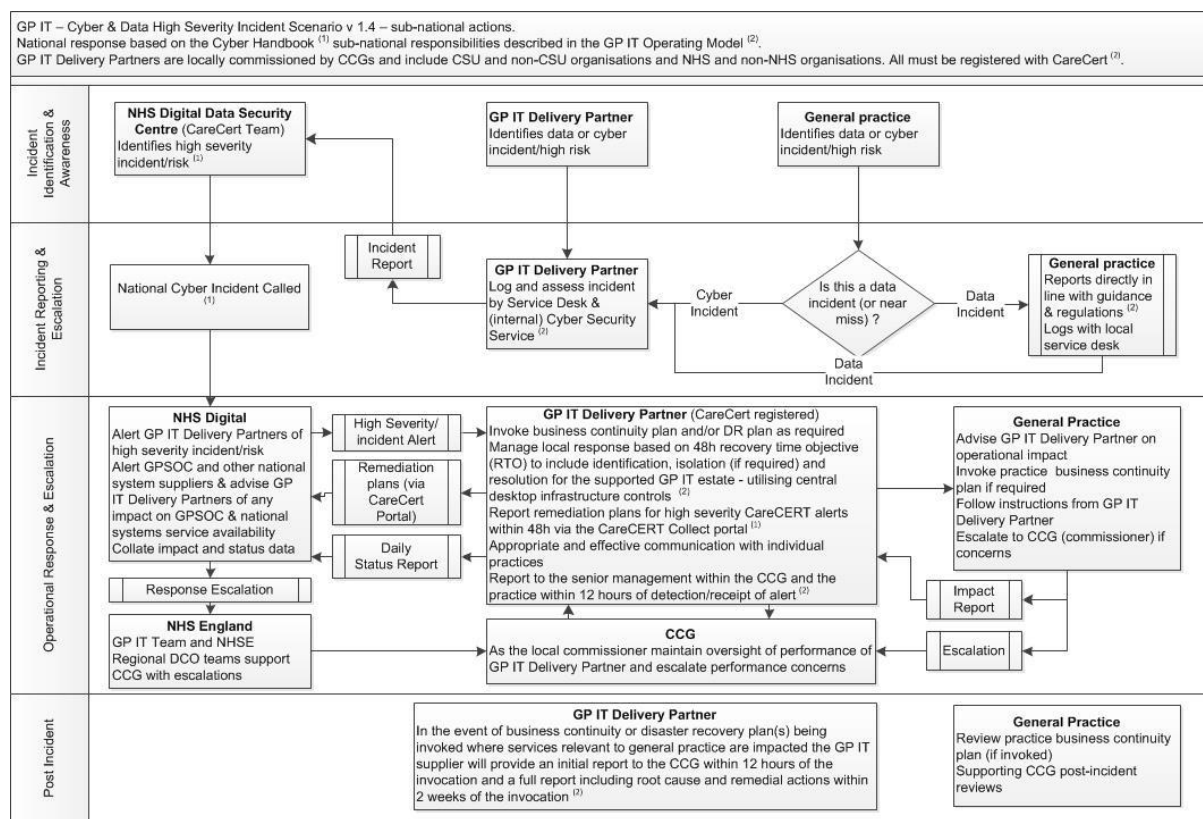 GP IT – Cyber & Data High Severity Incident Scenario v 1.4 – sub-national actions.
National response based on the Cyber Handbook (1) sub-national responsibilities described in the GP IT Operating Model (2).
GP IT Delivery Partners are locally commissioned by CCGs and include CSU and non-CSU organisations and NHS and non-NHS organisations. All must be registered with CareCert (2).
Incident
Identification &
Awareness
NHS Digital Data Security
Centre (CareCert Team)
Identifies high severity
incident/risk (1)
GP IT Delivery Partner
Identifies data or cyber
incident/high risk
General practice
Identifies data or cyber
incident/high risk
Incident Reporting &
Escalation
National Cyber Incident Called
(1)
Incident
Report
GP IT Delivery Partner
Log and assess incident
by Service Desk &
(internal) Cyber Security
Service (2)
Cyber
Incident
Is this a data
incident (or near
miss) ?
Data
Incident
General practice
Reports directly in
line with guidance
& regulations (2)
Logs with local
service desk
Data
Incident
Operational Response & Escalation
NHS Digital
Alert GP IT Delivery Partners of
high severity incident/risk
Alert GPSOC and other national
system suppliers & advise GP
IT Delivery Partners of any
impact on GPSOC & national
systems service availability
Collate impact and status data
High Severity/
incident Alert
Remediation
plans (via
CareCert
Portal)
Daily
Status Report
Response Escalation
NHS England
GP IT Team and NHSE
Regional DCO teams support
CCG with escalations
GP IT Delivery Partner (CareCert registered)
Invoke business continuity plan and/or DR plan as required
Manage local response based on 48h recovery time objective
(RTO) to include identification, isolation (if required) and
resolution for the supported GP IT estate - utilising central
desktop infrastructure controls (2)
Report remediation plans for high severity CareCERT alerts
within 48h via the CareCERT Collect portal (1)
Appropriate and effective communication with individual
practices
Report to the senior management within the CCG and the
practice within 12 hours of detection/receipt of alert (2)
CCG
As the local commissioner maintain oversight of performance of
GP IT Delivery Partner and escalate performance concerns
General Practice
Advise GP IT Delivery Partner on
operational impact
Invoke practice business continuity
plan if required
Follow instructions from GP IT
Delivery Partner
Escalate to CCG (commissioner) if
concerns
Impact
Report
Escalation
Post Incident
GP IT Delivery Partner
In the event of business continuity or disaster recovery plan(s) being
invoked where services relevant to general practice are impacted the GP IT
supplier will provide an initial report to the CCG within 12 hours of the
invocation and a full report including root cause and remedial actions within
2 weeks of the invocation (2)
General Practice
Review practice business continuity
plan (if invoked)
Supporting CCG post-incident
reviews